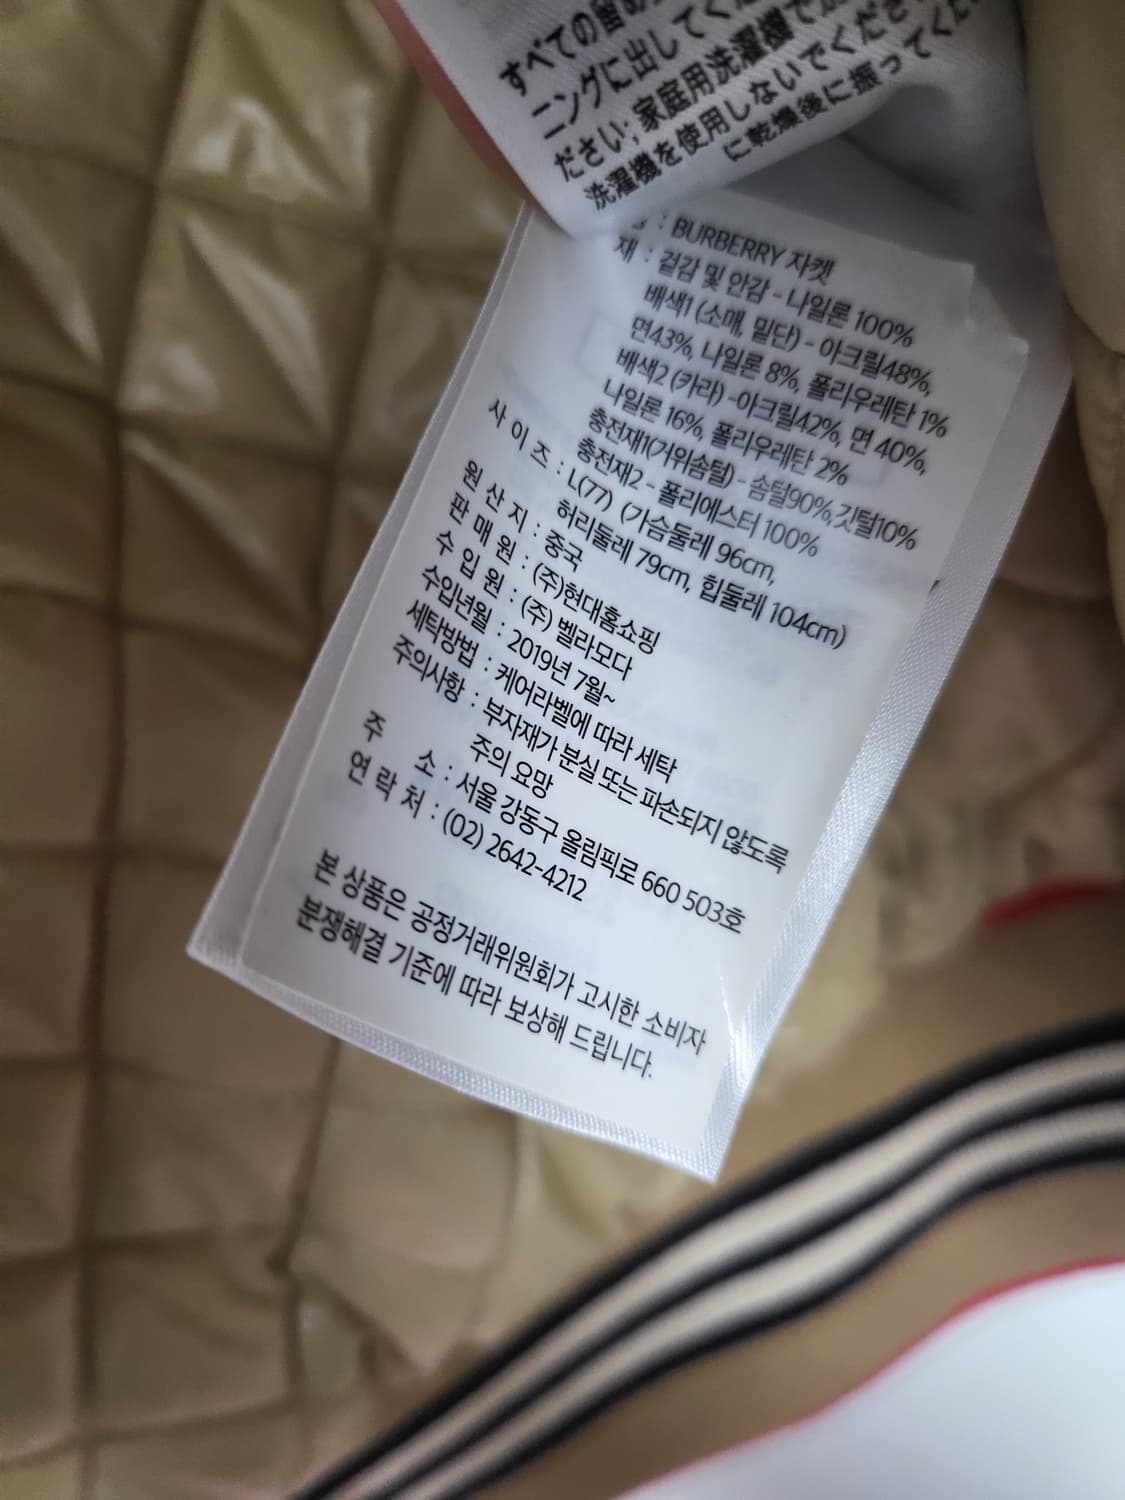 すべての留め
ニングに出してくだ
ださい; 家庭用洗濯機で
洗濯機を使用しないでください
に乾燥後に振ってくだ
: BURBERRY 자켓
재 : 겉감 및 안감 - 나일론 100%
배색1 (소매, 밑단) - 아크릴48%,
면43%, 나일론 8%, 폴리우레탄 1%
배색2 (카라) -아크릴42%, 면 40%,
나일론 16%, 폴리우레탄 2%
충전재1(거위솜털) - 솜털90%,깃털10%
충전재2 - 폴리에스터 100%
사 이 즈 : L(77) (가슴둘레 96cm,
허리둘레 79cm, 힙둘레 104cm)
원 산 지 : 중국
판 매 원 : (주)현대홈쇼핑
수 입 원 : (주) 벨라모다
수입년월 : 2019년 7월~
세탁방법 : 케어라벨에 따라 세탁
주의사항 : 부자재가 분실 또는 파손되지 않도록
주의 요망
주 소 : 서울 강동구 올림픽로 660 503호
연 락 처 : (02) 2642-4212
본 상품은 공정거래위원회가 고시한 소비자
분쟁해결 기준에 따라 보상해 드립니다.